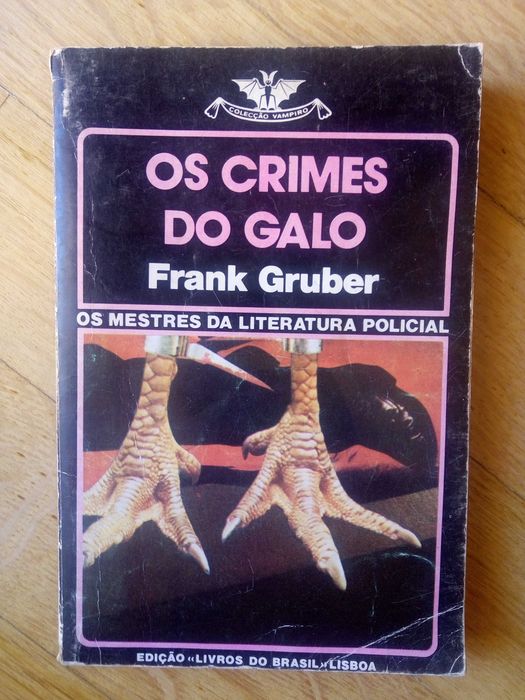 COLECÇÃO VAMPIRO
OS CRIMES
DO GALO
Frank Gruber
OS MESTRES DA LITERATURA POLICIAL
EDIÇÃO «LIVROS DO BRASIL» LISBOA